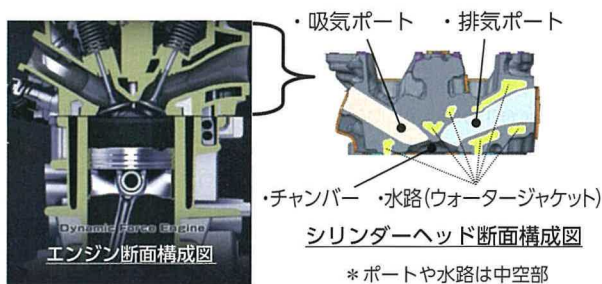 ・吸気ポート
・排気ポート
・チャンバー
・水路(ウォータージャケット)
Dynamic Force Engine
エンジン断面構成図
シリンダーヘッド断面構成図
＊ポートや水路は中空部